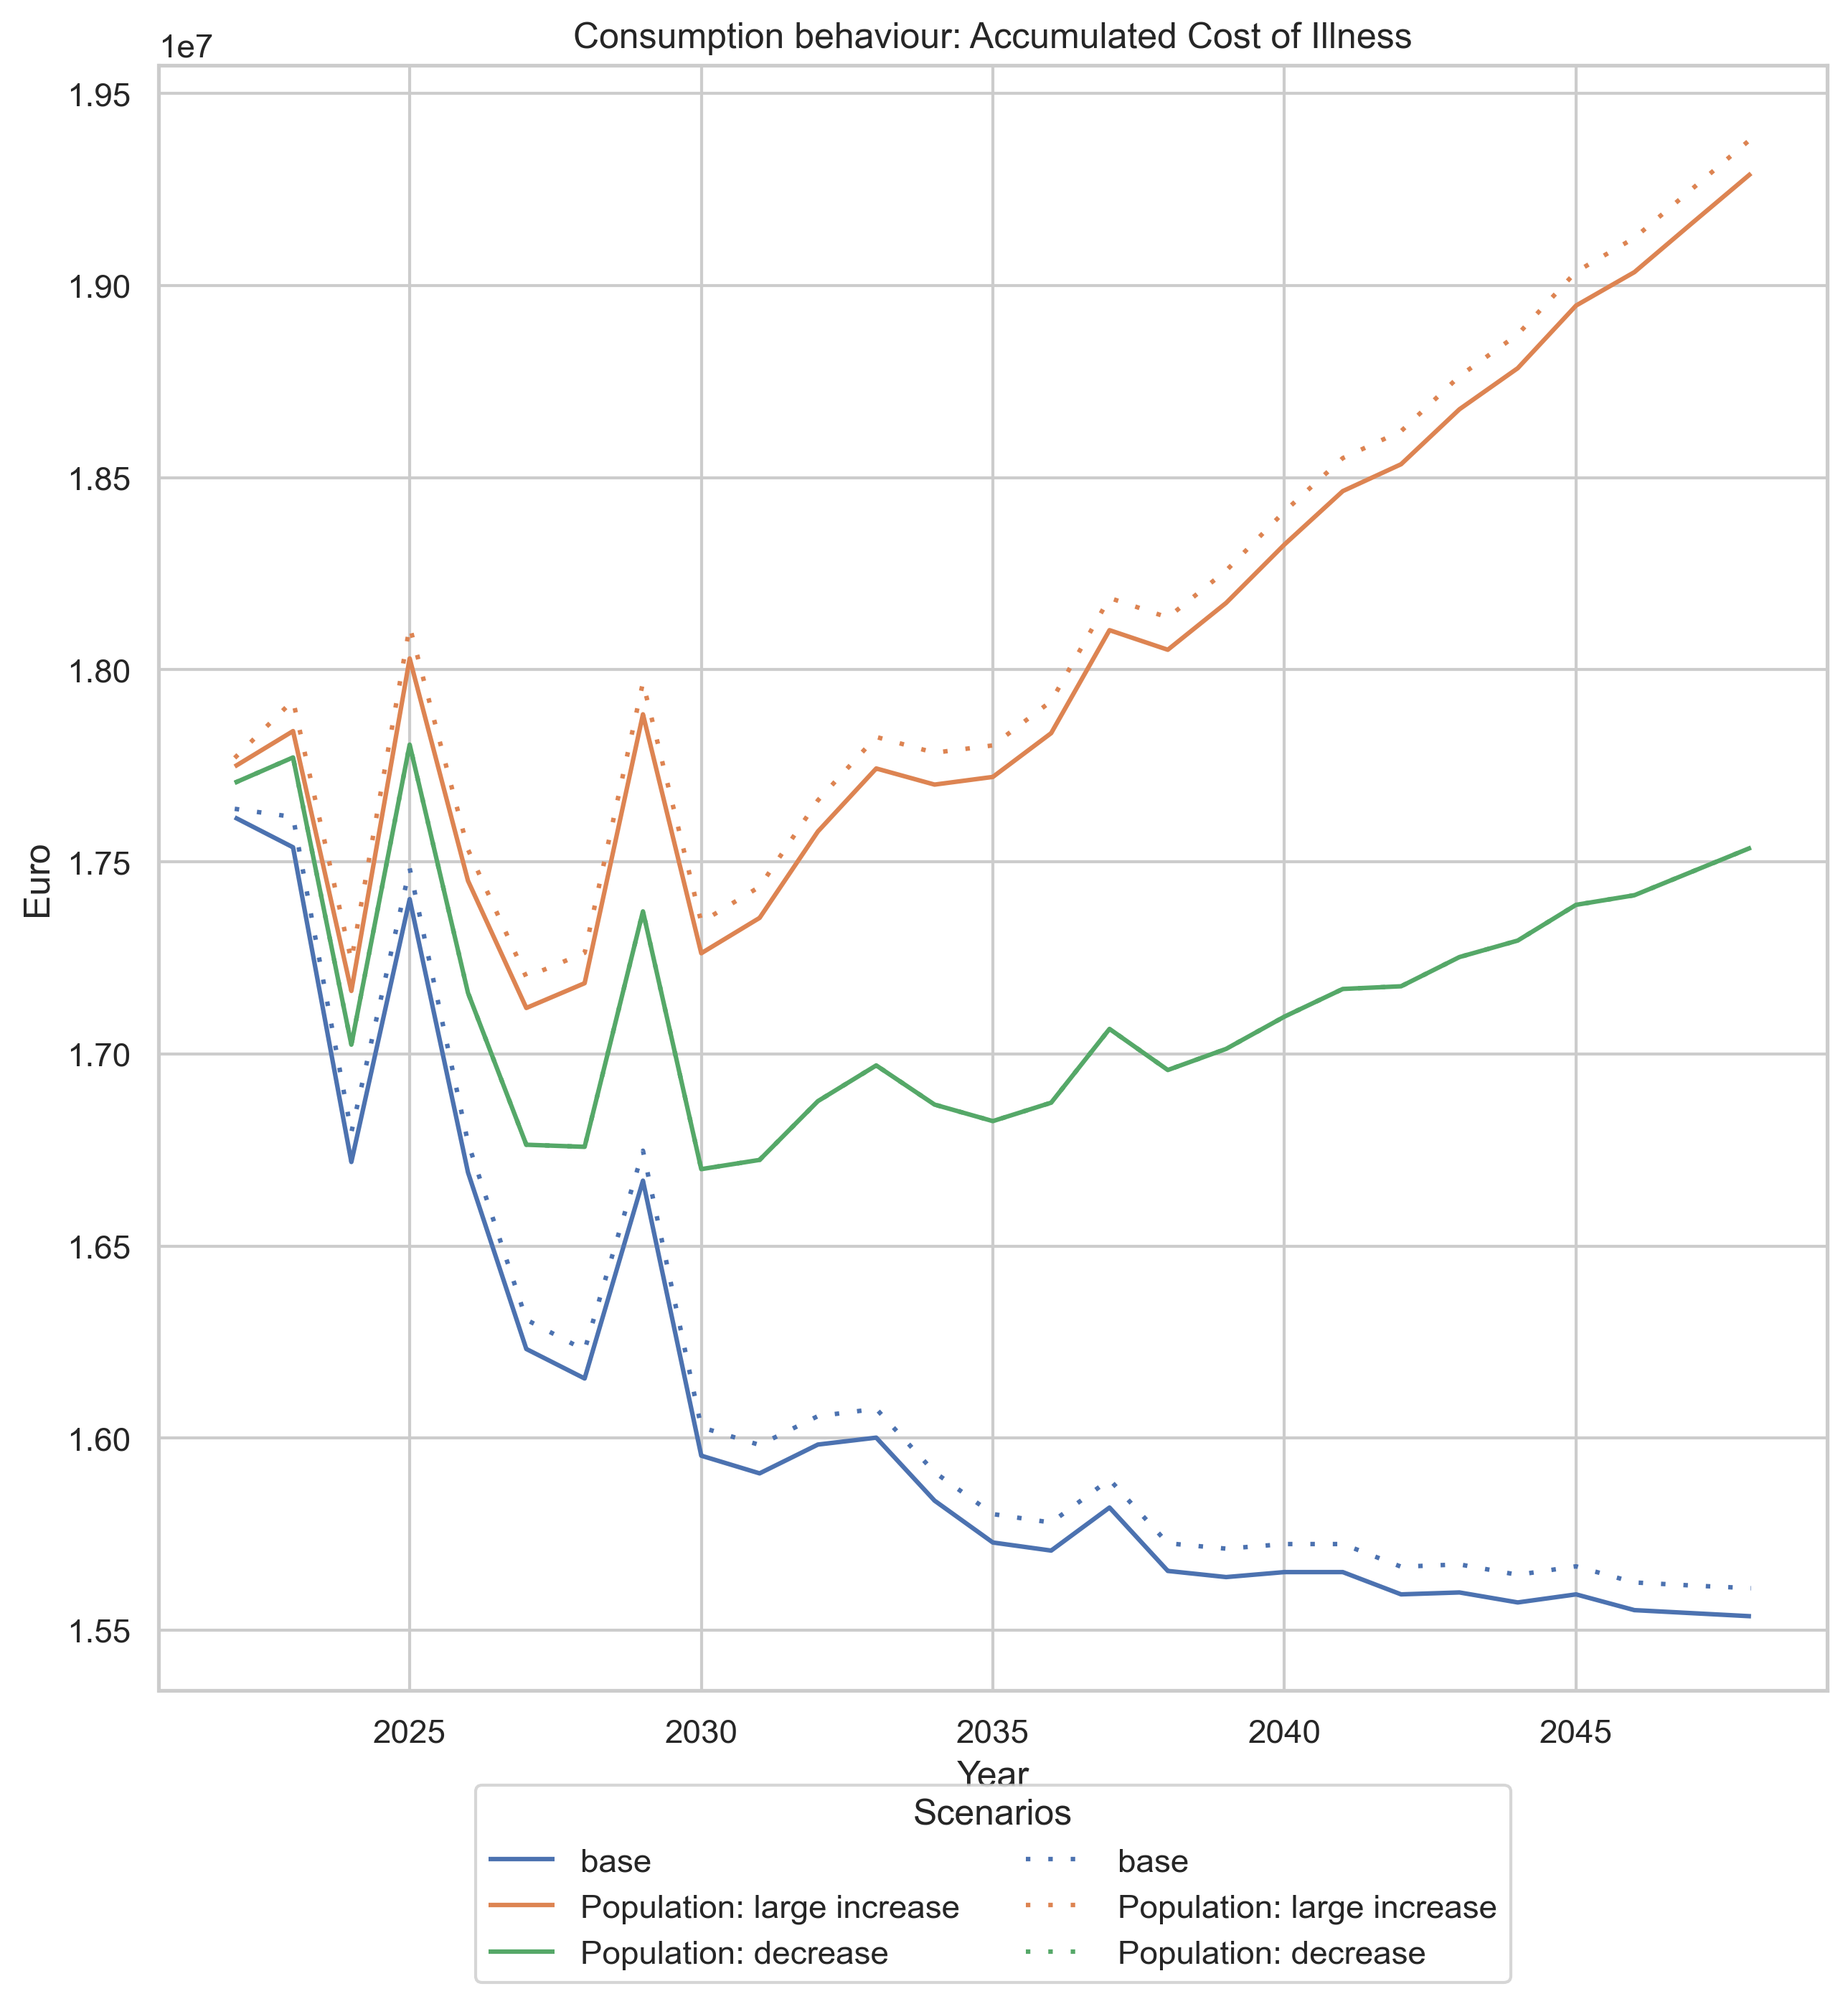 Consumption behaviour: Accumulated Cost of Illness
1e7
1.95
1.90
1.85
1.80
1.75
1.70
1.65
1.60
1.55
Euro
2025 2030 2035 2040 2045
Year
Scenarios
base base
Population: large increase Population: large increase
Population: decrease Population: decrease